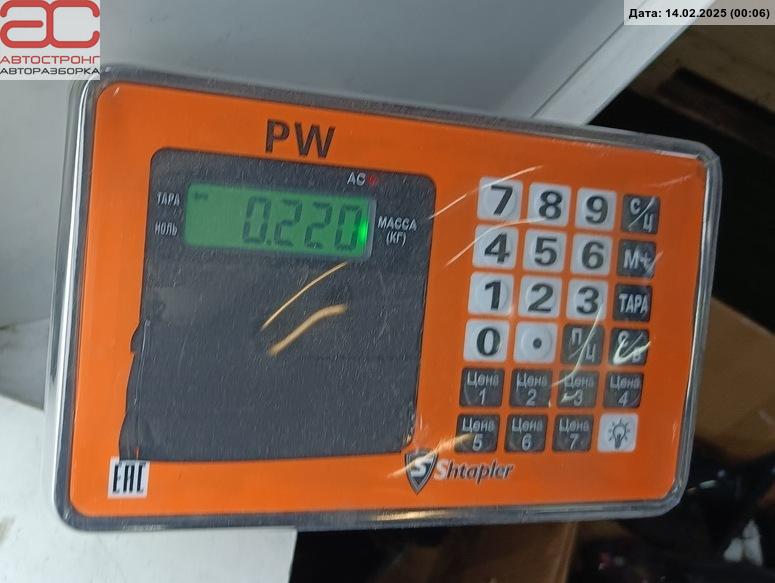 Дата: 14.02.2025 (00:06)
АС
АВТОСТРОНГ
АВТОРАЗБОРКА
PW
AC
ТАРА
НОЛЬ
0.220
МАССА
(КГ)
7 8 9 С/Ц
4 5 6 М+
1 2 3 ТАРА
0 • П/Ц С/В
Цена 1 Цена 2 Цена 3 Цена 4
Цена 5 Цена 6 Цена 7
EAC
S Shtapler